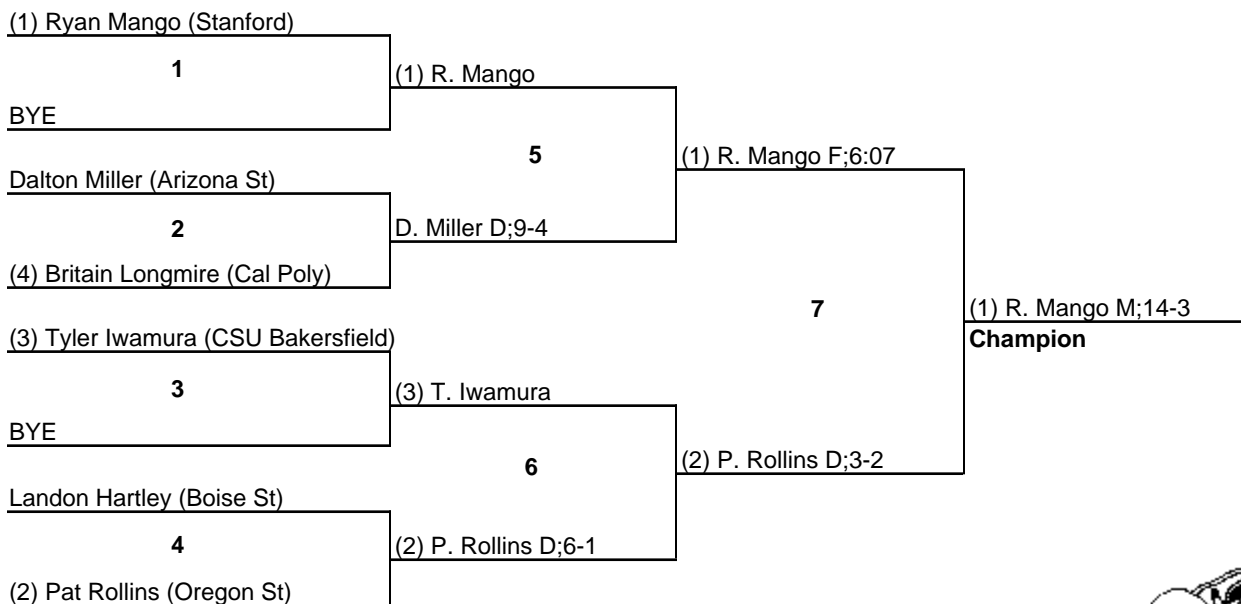 (1) Ryan Mango (Stanford)
1
(1) R. Mango
BYE
5
(1) R. Mango F;6:07
Dalton Miller (Arizona St)
2
D. Miller D;9-4
(4) Britain Longmire (Cal Poly)
7
(1) R. Mango M;14-3
Champion
(3) Tyler Iwamura (CSU Bakersfield)
3
(3) T. Iwamura
BYE
6
(2) P. Rollins D;3-2
Landon Hartley (Boise St)
4
(2) P. Rollins D;6-1
(2) Pat Rollins (Oregon St)